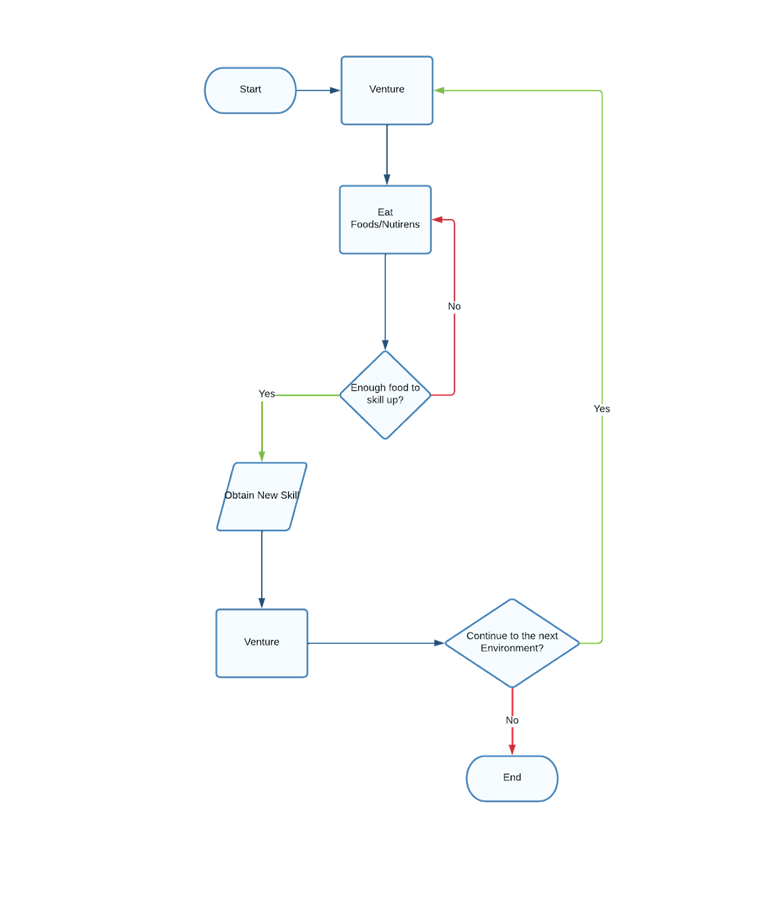 Start
Venture
Eat
Foods/Nutirens
No
Enough food to
skill up?
Yes
Yes
Obtain New Skill
Venture
Continue to the next
Environment?
No
End